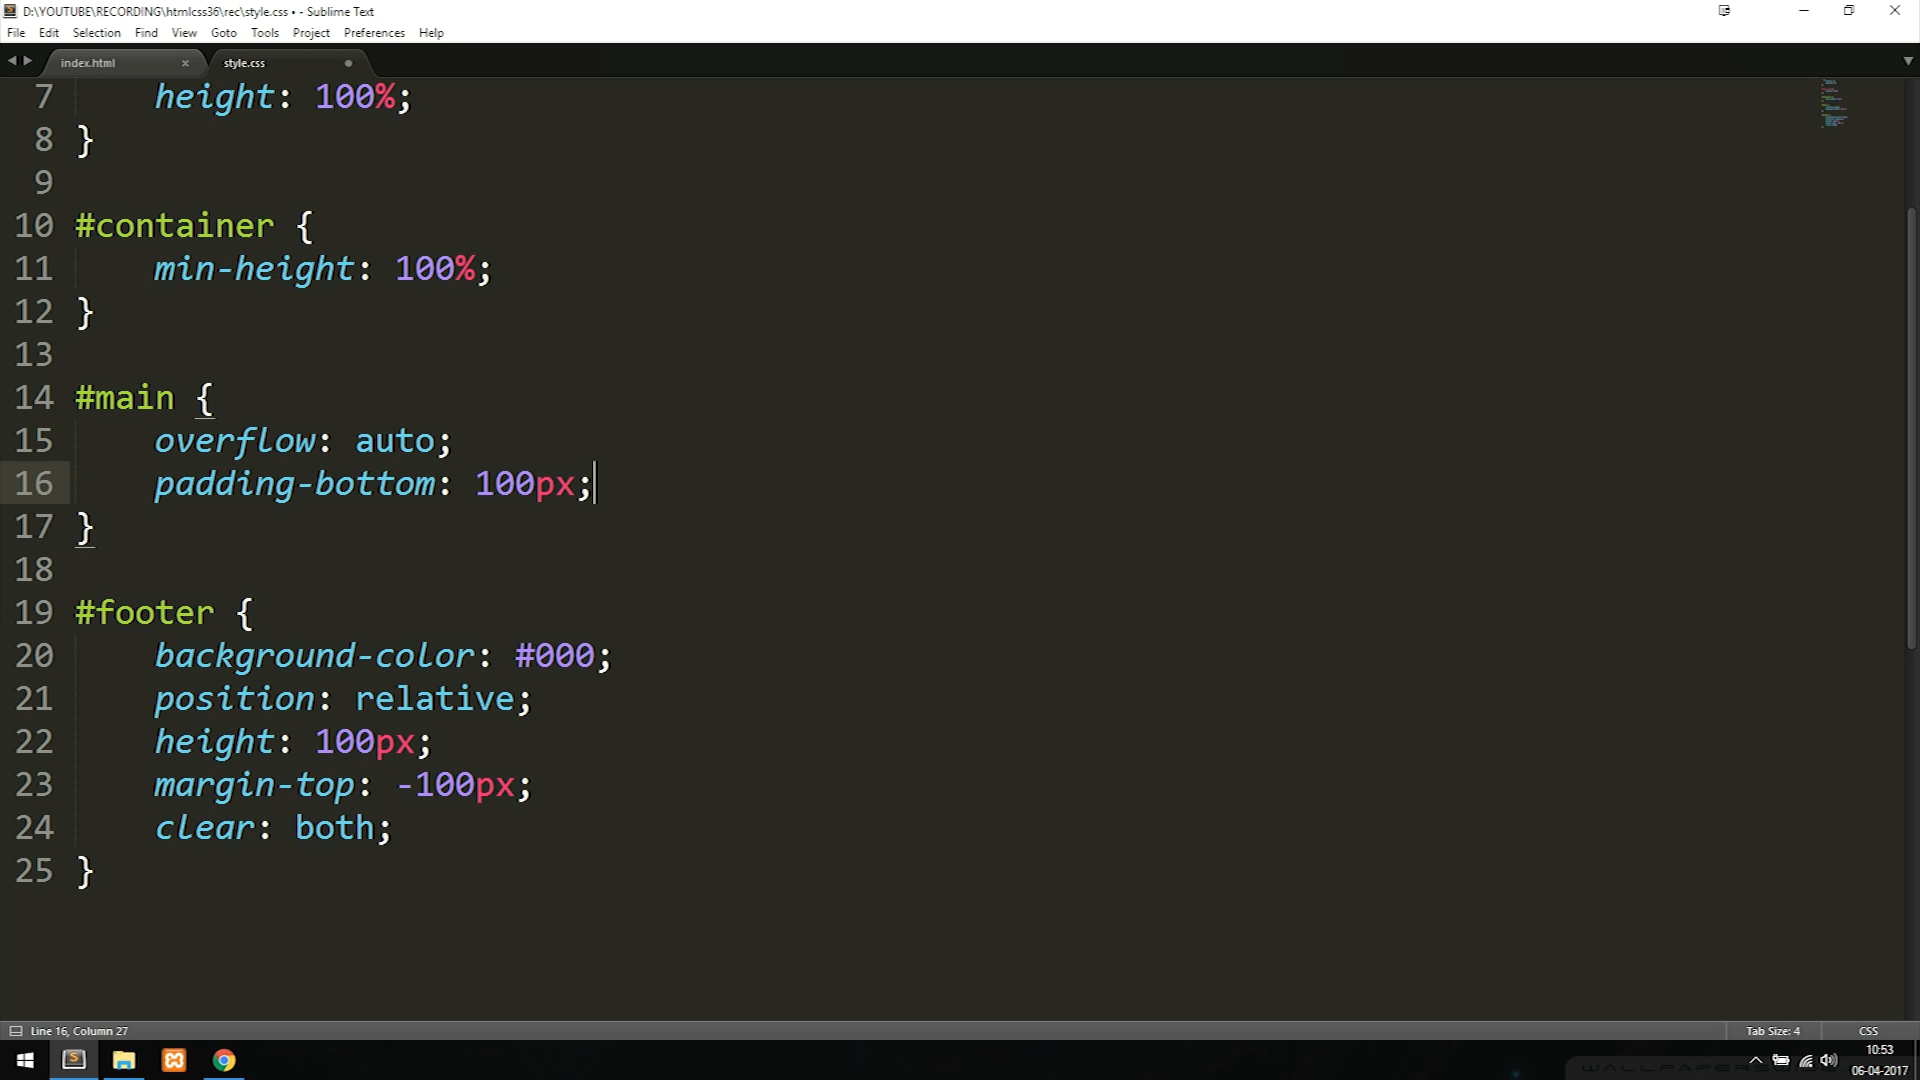 D:\YOUTUBE\RECORDING\htmlcss36\rec\style.css • - Sublime Text
File Edit Selection Find View Goto Tools Project Preferences Help
index.html × style.css
7 height: 100%;
8 }
9
10 #container {
11 min-height: 100%;
12 }
13
14 #main {
15 overflow: auto;
16 padding-bottom: 100px;
17 }
18
19 #footer {
20 background-color: #000;
21 position: relative;
22 height: 100px;
23 margin-top: -100px;
24 clear: both;
25 }
Line 16, Column 27 Tab Size: 4 CSS
10:53
06-04-2017